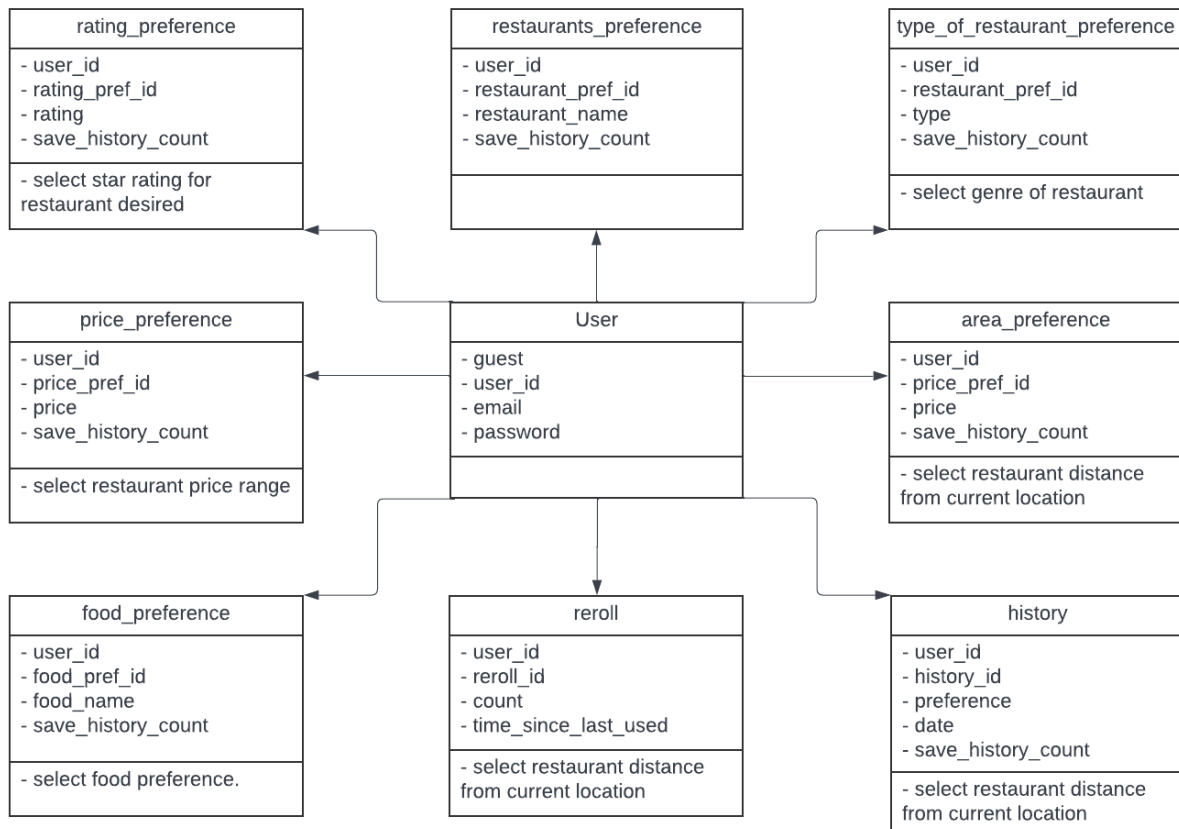 rating_preference
- user_id
- rating_pref_id
- rating
- save_history_count
- select star rating for
restaurant desired
restaurants_preference
- user_id
- restaurant_pref_id
- restaurant_name
- save_history_count
type_of_restaurant_preference
- user_id
- restaurant_pref_id
- type
- save_history_count
- select genre of restaurant
price_preference
- user_id
- price_pref_id
- price
- save_history_count
- select restaurant price range
User
- guest
- user_id
- email
- password
area_preference
- user_id
- price_pref_id
- price
- save_history_count
- select restaurant distance
from current location
food_preference
- user_id
- food_pref_id
- food_name
- save_history_count
- select food preference.
reroll
- user_id
- reroll_id
- count
- time_since_last_used
- select restaurant distance
from current location
history
- user_id
- history_id
- preference
- date
- save_history_count
- select restaurant distance
from current location